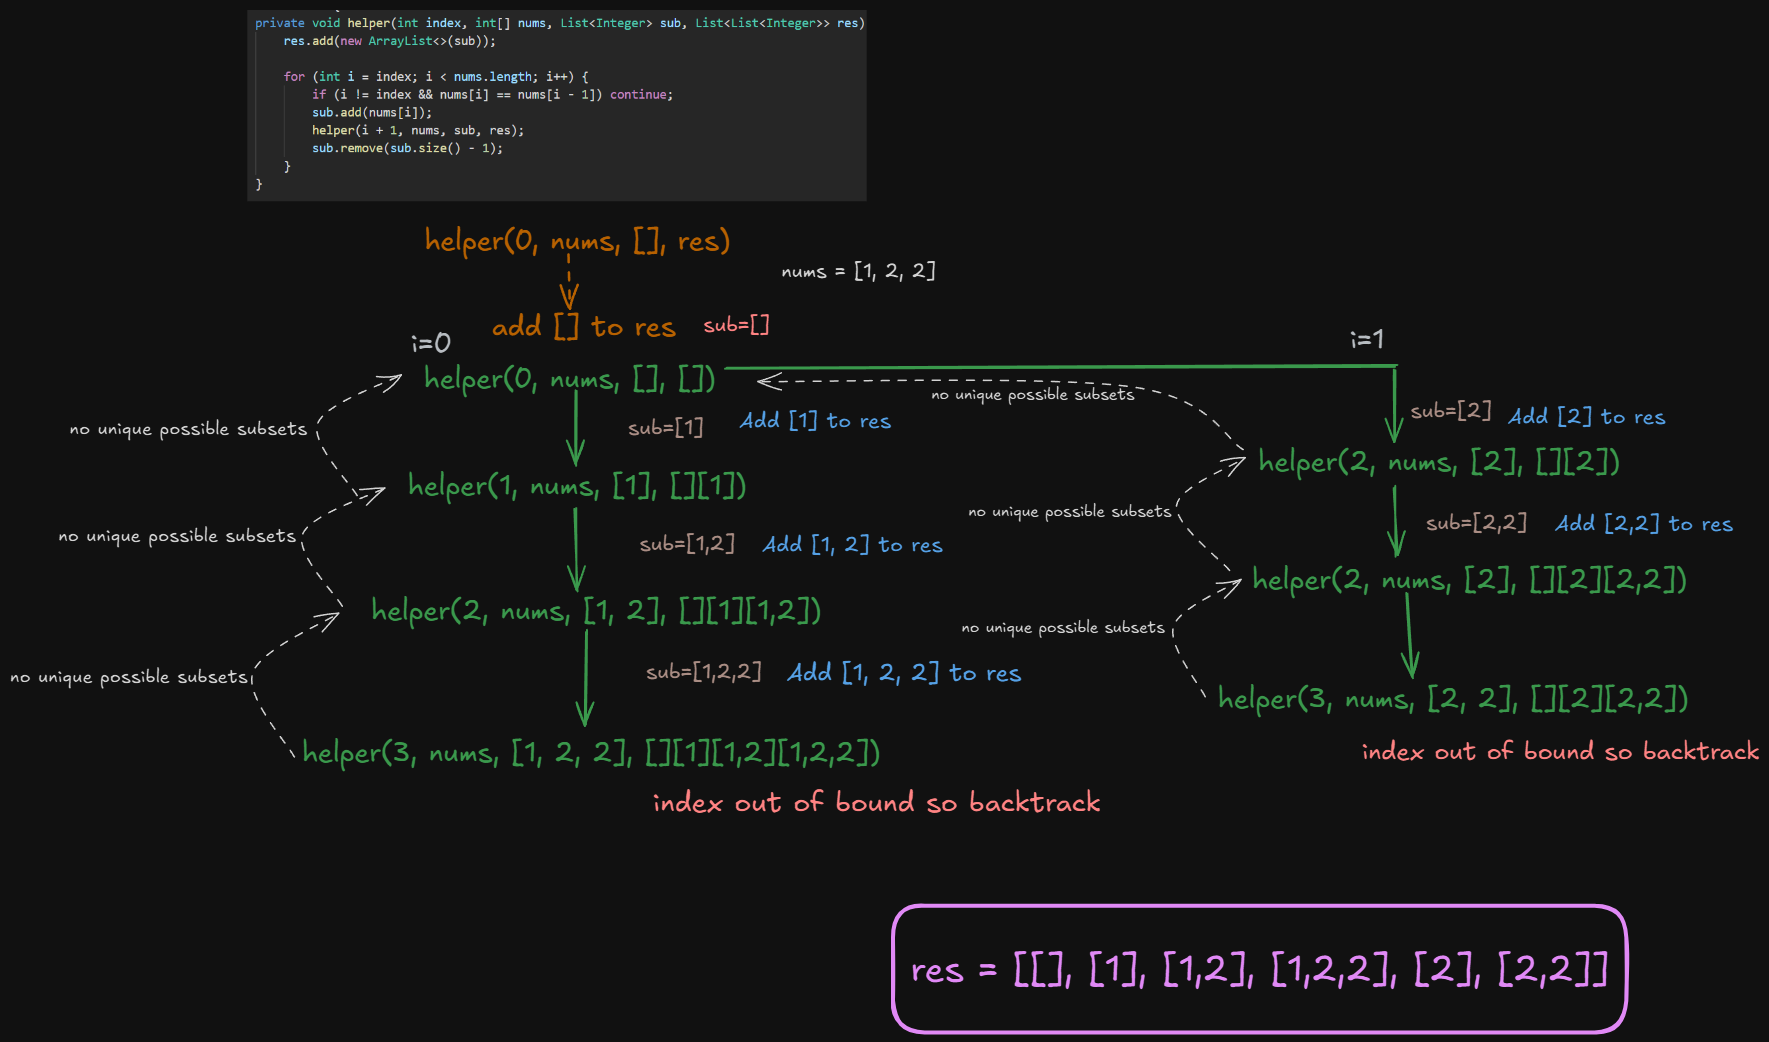 private void helper(int index, int[] nums, List<Integer> sub, List<List<Integer>> res)
res.add(new ArrayList<>(sub));
for (int i = index; i < nums.length; i++) {
if (i != index && nums[i] == nums[i - 1]) continue;
sub.add(nums[i]);
helper(i + 1, nums, sub, res);
sub.remove(sub.size() - 1);
}
}
helper(0, nums, [], res)
nums = [1, 2, 2]
add [] to res
sub=[]
i=0
i=1
helper(0, nums, [], [])
no unique possible subsets
sub=[1]
Add [1] to res
sub=[2]
Add [2] to res
no unique possible subsets
helper(1, nums, [1], [][1])
helper(2, nums, [2], [][2])
no unique possible subsets
sub=[1,2]
Add [1, 2] to res
no unique possible subsets
sub=[2,2]
Add [2,2] to res
helper(2, nums, [1, 2], [][1][1,2])
helper(2, nums, [2], [][2][2,2])
no unique possible subsets
sub=[1,2,2]
Add [1, 2, 2] to res
no unique possible subsets
helper(3, nums, [1, 2, 2], [][1][1,2][1,2,2])
helper(3, nums, [2, 2], [][2][2,2])
index out of bound so backtrack
index out of bound so backtrack
res = [[], [1], [1,2], [1,2,2], [2], [2,2]]